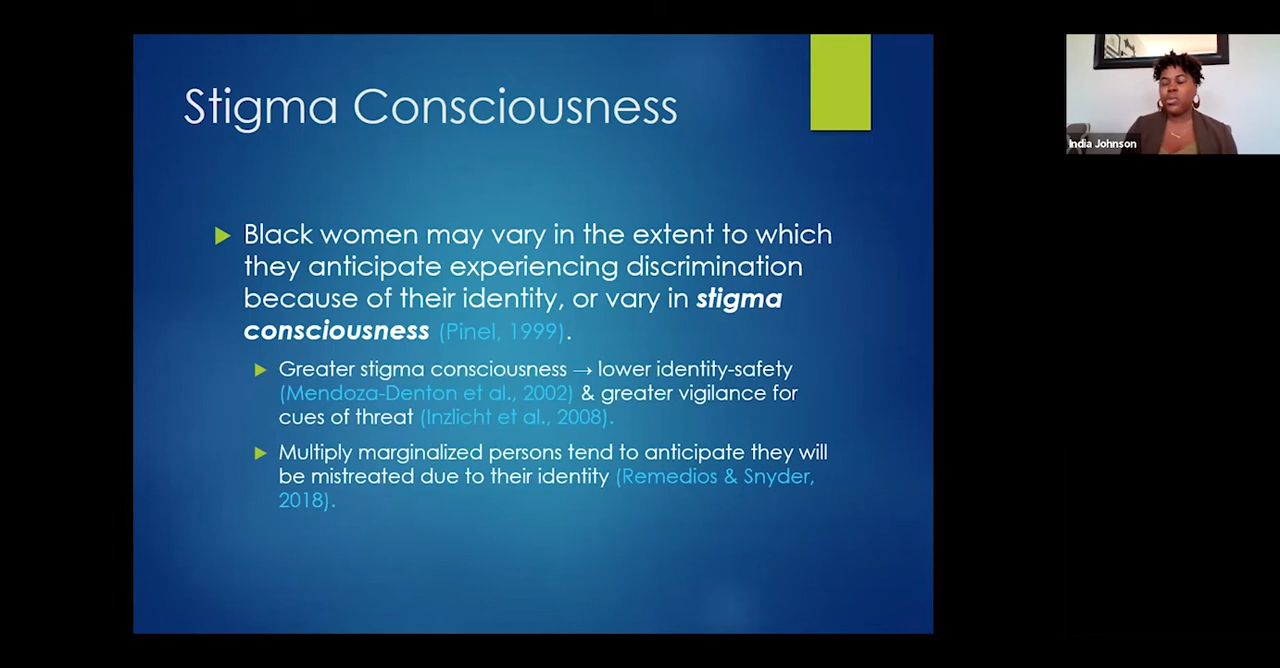 Stigma Consciousness
Black women may vary in the extent to which
they anticipate experiencing discrimination
because of their identity, or vary in stigma
consciousness (Pinel, 1999).
Greater stigma consciousness → lower identity-safety
(Mendoza-Denton et al., 2002) & greater vigilance for
cues of threat (Inzlicht et al., 2008).
Multiply marginalized persons tend to anticipate they will
be mistreated due to their identity (Remedios & Snyder,
2018).
India Johnson